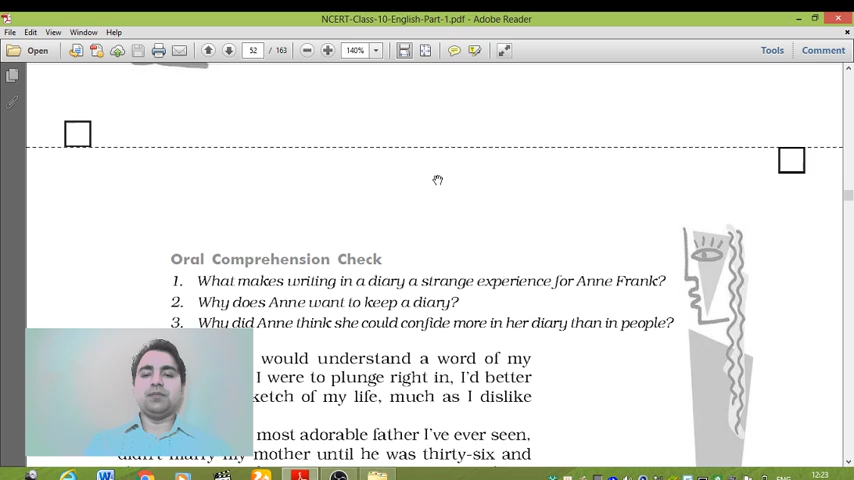 NCERT-Class-10-English-Part-1.pdf - Adobe Reader
File Edit View Window Help
Open 52 / 163 140% Tools Comment
Oral Comprehension Check
1. What makes writing in a diary a strange experience for Anne Frank?
2. Why does Anne want to keep a diary?
3. Why did Anne think she could confide more in her diary than in people?
would understand a word of my
I were to plunge right in, I'd better
ketch of my life, much as I dislike
most adorable father I've ever seen,
didn't marry my mother until he was thirty-six and
ENG 12:23